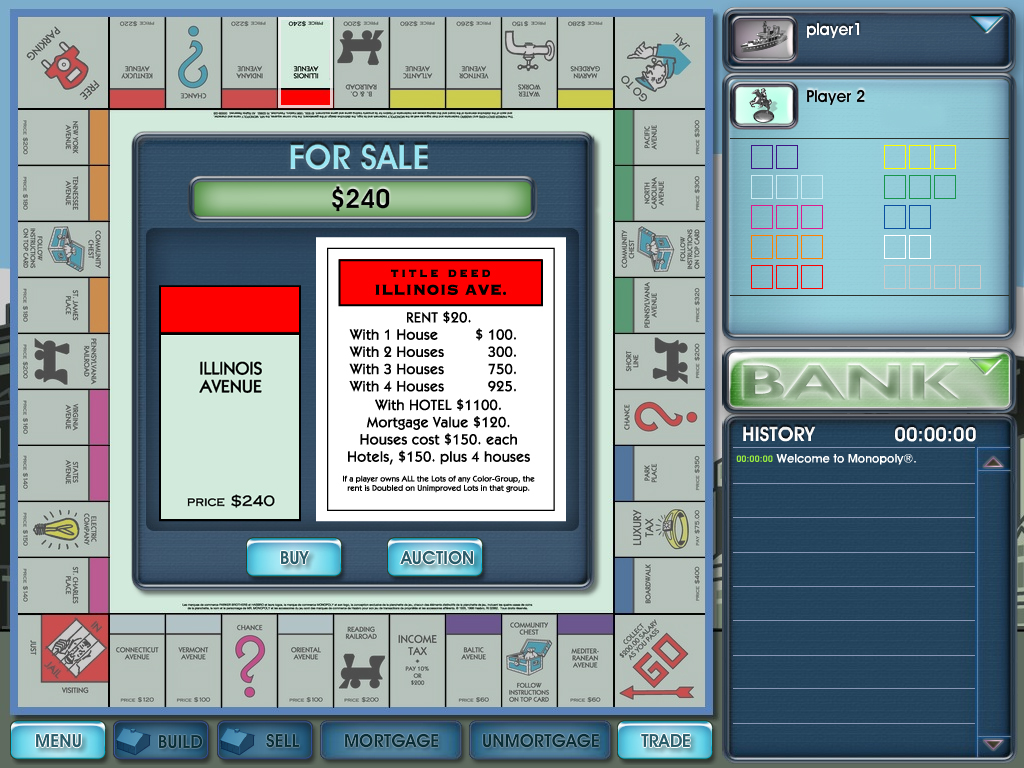 FREE
PARKING
PRICE $220
KENTUCKY
AVENUE
CHANCE
PRICE $220
INDIANA
AVENUE
PRICE $240
ILLINOIS
AVENUE
PRICE $200
B. & O.
RAILROAD
PRICE $260
ATLANTIC
AVENUE
PRICE $260
VENTNOR
AVENUE
PRICE $150
WATER
WORKS
PRICE $280
MARVIN
GARDENS
GO TO
JAIL
NEW YORK
AVENUE
PRICE $200
TENNESSEE
AVENUE
PRICE $180
COMMUNITY
CHEST
FOLLOW
INSTRUCTIONS
ON TOP CARD
ST. JAMES
PLACE
PRICE $180
PENNSYLVANIA
RAILROAD
PRICE $200
VIRGINIA
AVENUE
PRICE $160
STATES
AVENUE
PRICE $140
ELECTRIC
COMPANY
PRICE $150
ST. CHARLES
PLACE
PRICE $140
FOR SALE
$240
ILLINOIS
AVENUE
PRICE $240
TITLE DEED
ILLINOIS AVE.
RENT $20.
With 1 House $ 100.
With 2 Houses 300.
With 3 Houses 750.
With 4 Houses 925.
With HOTEL $1100.
Mortgage Value $120.
Houses cost $150. each
Hotels, $150. plus 4 houses
If a player owns ALL the Lots of any Color-Group, the
rent is Doubled on Unimproved Lots in that group.
BUY
AUCTION
PACIFIC
AVENUE
PRICE $300
NORTH
CAROLINA
AVENUE
PRICE $300
COMMUNITY
CHEST
FOLLOW
INSTRUCTIONS
ON TOP CARD
PENNSYLVANIA
AVENUE
PRICE $320
SHORT
LINE
PRICE $200
CHANCE
PARK
PLACE
PRICE $350
LUXURY
TAX
PAY $75.00
BOARDWALK
PRICE $400
JUST
IN
JAIL
VISITING
CONNECTICUT
AVENUE
PRICE $120
VERMONT
AVENUE
PRICE $100
CHANCE
ORIENTAL
AVENUE
PRICE $100
READING
RAILROAD
PRICE $200
INCOME
TAX
PAY 10%
OR
$200
BALTIC
AVENUE
PRICE $60
COMMUNITY
CHEST
FOLLOW
INSTRUCTIONS
ON TOP CARD
MEDITER-
RANEAN
AVENUE
PRICE $60
COLLECT
$200.00 SALARY
AS YOU PASS
GO
MENU
BUILD
SELL
MORTGAGE
UNMORTGAGE
TRADE
player1
Player 2
BANK
HISTORY 00:00:00
00:00:00 Welcome to Monopoly®.